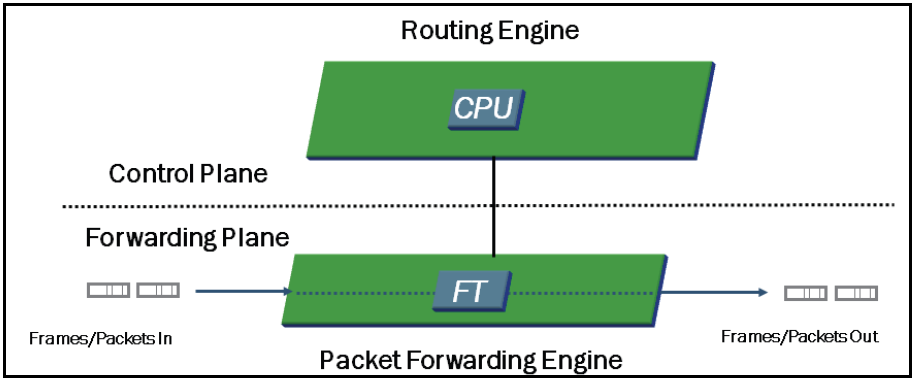 Routing Engine
CPU
Control Plane
Forwarding Plane
FT
Frames/Packets In
Frames/Packets Out
Packet Forwarding Engine